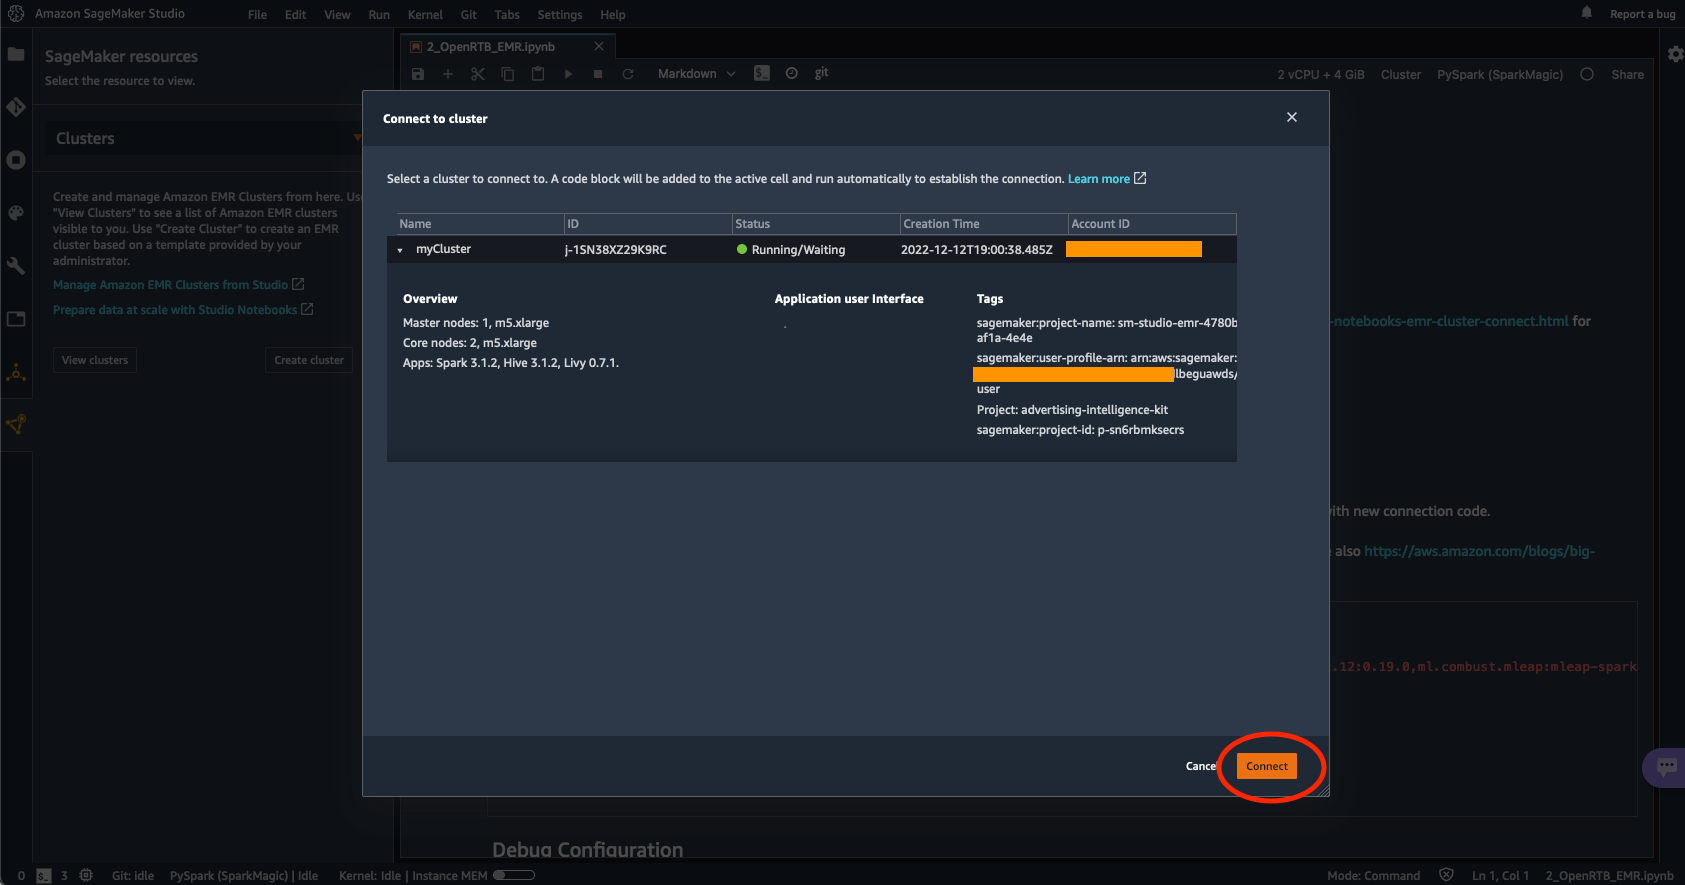 Amazon SageMaker Studio
File Edit View Run Kernel Git Tabs Settings Help
Report a bug
SageMaker resources
Select the resource to view.
Clusters
Create and manage Amazon EMR Clusters from here. Use
"View Clusters" to see a list of Amazon EMR clusters
visible to you. Use "Create Cluster" to create an EMR
cluster based on a template provided by your
administrator.
Manage Amazon EMR Clusters from Studio
Prepare data at scale with Studio Notebooks
View clusters Create cluster
2_OpenRTB_EMR.ipynb
Markdown git
2 vCPU + 4 GiB Cluster PySpark (SparkMagic) Share
Connect to cluster
Select a cluster to connect to. A code block will be added to the active cell and run automatically to establish the connection. Learn more
Name ID Status Creation Time Account ID
myCluster j-1SN38XZ29K9RC Running/Waiting 2022-12-12T19:00:38.485Z
Overview
Master nodes: 1, m5.xlarge
Core nodes: 2, m5.xlarge
Apps: Spark 3.1.2, Hive 3.1.2, Livy 0.7.1.
Application user Interface
.
Tags
sagemaker:project-name: sm-studio-emr-4780b
af1a-4e4e
sagemaker:user-profile-arn: arn:aws:sagemaker:
lbeguawds/
user
Project: advertising-intelligence-kit
sagemaker:project-id: p-sn6rbmksecrs
-notebooks-emr-cluster-connect.html for
ith new connection code.
also https://aws.amazon.com/blogs/big-
.12:0.19.0,ml.combust.mleap:mleap-spark
Cance Connect
Debug Configuration
0 3 Git: idle PySpark (SparkMagic) | Idle Kernel: Idle | Instance MEM
Mode: Command Ln 1, Col 1 2_OpenRTB_EMR.ipynb